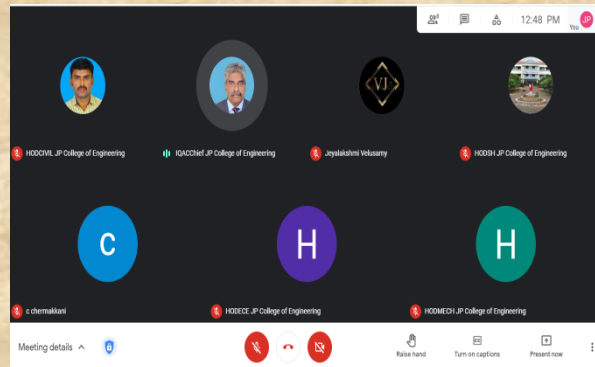 12:48 PM
You
JP
VJ
HODCIVIL JP College of Engineering
IQACChief JP College of Engineering
Jeyalakshmi Velusamy
HODSH JP College of Engineering
C
H
H
c chermakkani
HODECE JP College of Engineering
HODMECH JP College of Engineering
Meeting details
Raise hand
Turn on captions
Present now